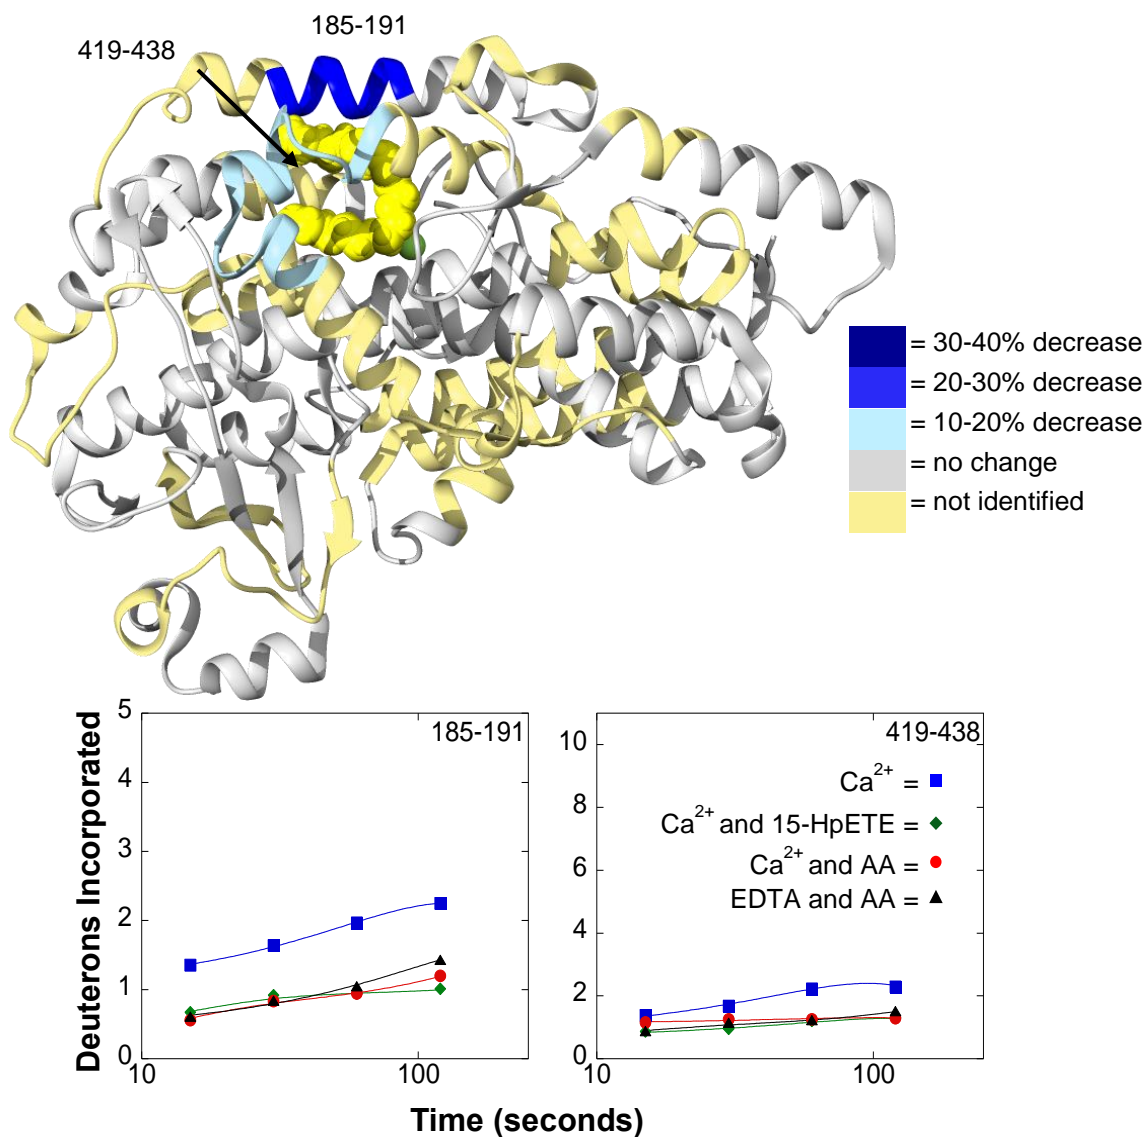 185-191
419-438
= 30-40% decrease
= 20-30% decrease
= 10-20% decrease
= no change
= not identified
Deuterons Incorporated
5
4
3
2
1
0
10
100
185-191
10
8
6
4
2
0
10
100
419-438
Ca2+ =
Ca2+ and 15-HpETE =
Ca2+ and AA =
EDTA and AA =
Time (seconds)